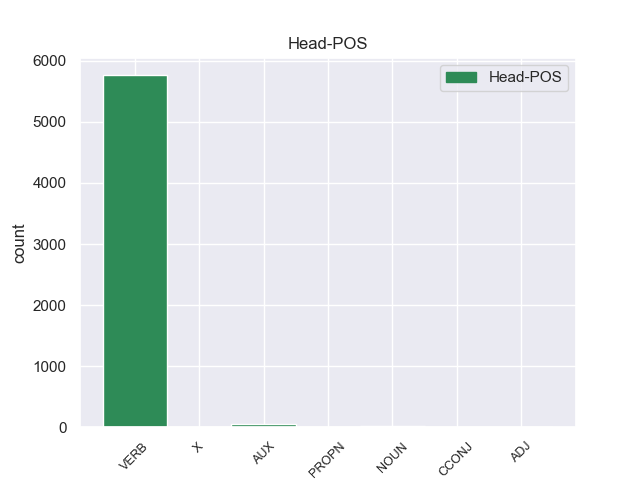 Head-POS
Head-POS
6000
5000
4000
3000
2000
1000
0
count
VERB
X
AUX
PROPN
NOUN
CCONJ
ADJ